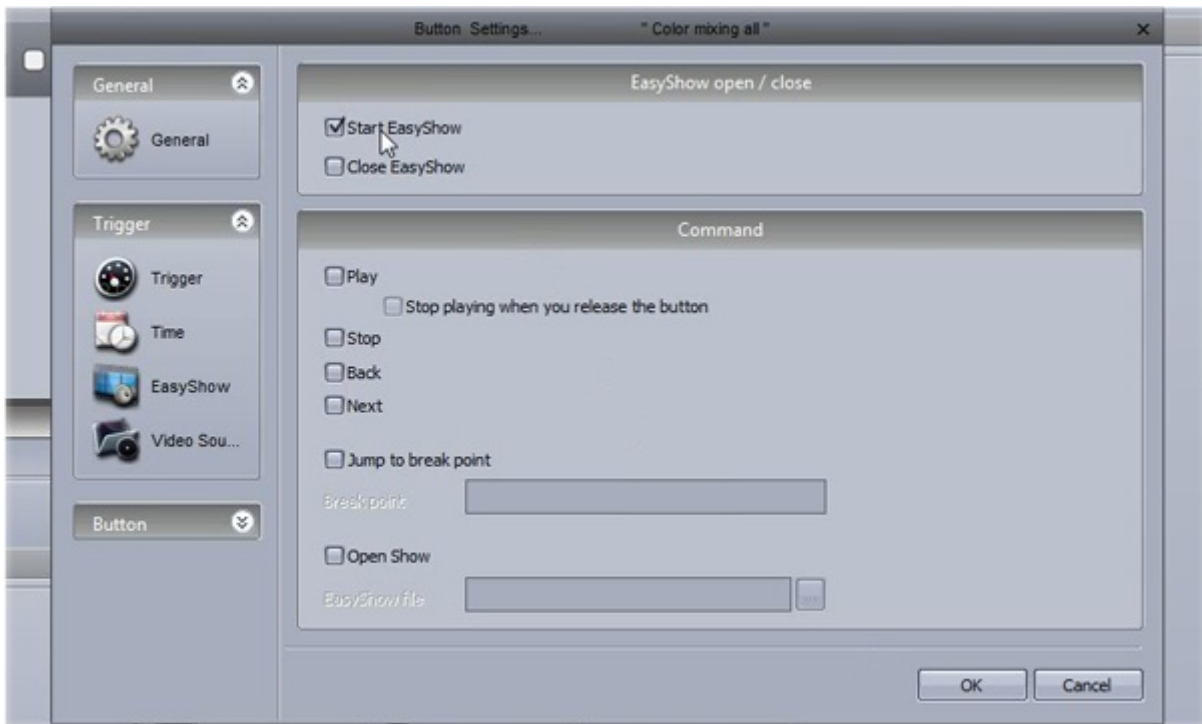 Button Settings... " Color mixing all "
General
General
Trigger
Trigger
Time
EasyShow
Video Sou...
Button
EasyShow open / close
Start EasyShow
Close EasyShow
Command
Play
Stop playing when you release the button
Stop
Back
Next
Jump to break point
Break point
Open Show
EasyShow file
...
OK Cancel